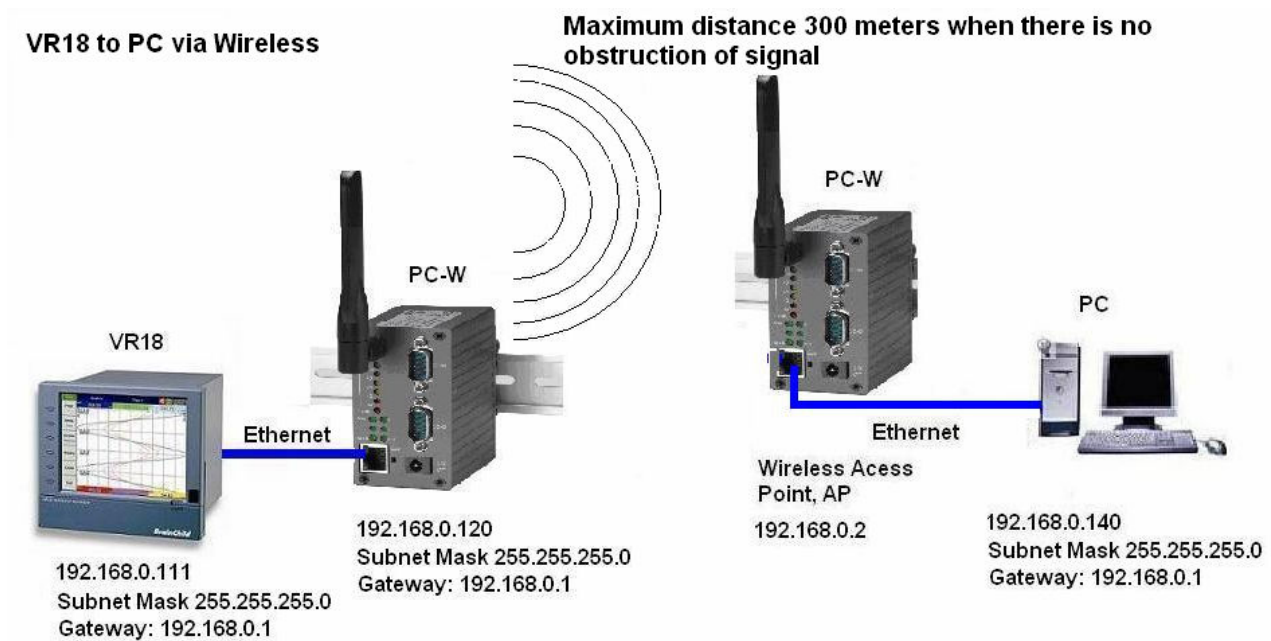 VR18 to PC via Wireless
Maximum distance 300 meters when there is no
obstruction of signal
PC-W
PC-W
VR18
PC
Ethernet
Ethernet
BrainChild
Wireless Acess
Point, AP
192.168.0.2
192.168.0.120
Subnet Mask 255.255.255.0
Gateway: 192.168.0.1
192.168.0.140
Subnet Mask 255.255.255.0
Gateway: 192.168.0.1
192.168.0.111
Subnet Mask 255.255.255.0
Gateway: 192.168.0.1